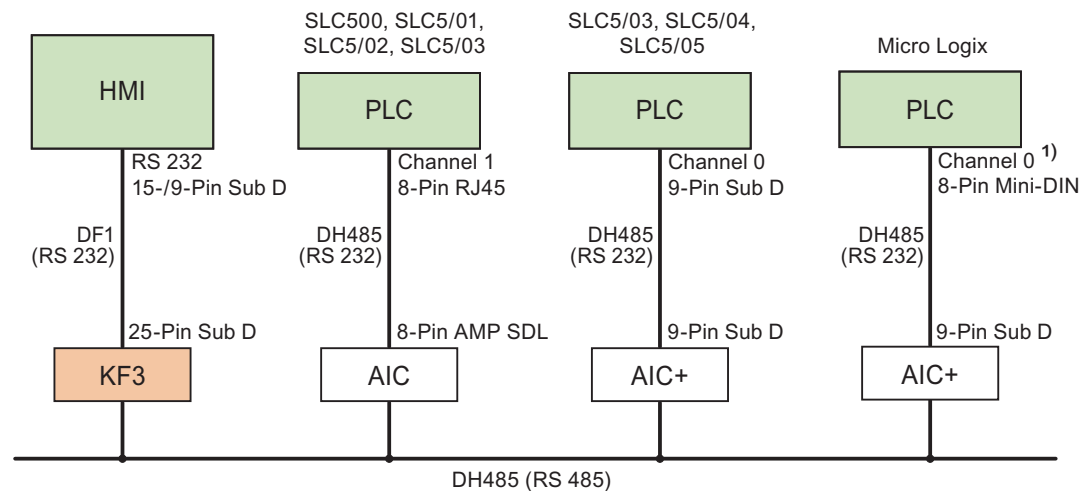 SLC500, SLC5/01,
SLC5/02, SLC5/03
SLC5/03, SLC5/04,
SLC5/05
Micro Logix
HMI
PLC
PLC
PLC
RS 232
15-/9-Pin Sub D
Channel 1
8-Pin RJ45
Channel 0
9-Pin Sub D
Channel 0 1)
8-Pin Mini-DIN
DF1
(RS 232)
DH485
(RS 232)
DH485
(RS 232)
DH485
(RS 232)
25-Pin Sub D
8-Pin AMP SDL
9-Pin Sub D
9-Pin Sub D
KF3
AIC
AIC+
AIC+
DH485 (RS 485)